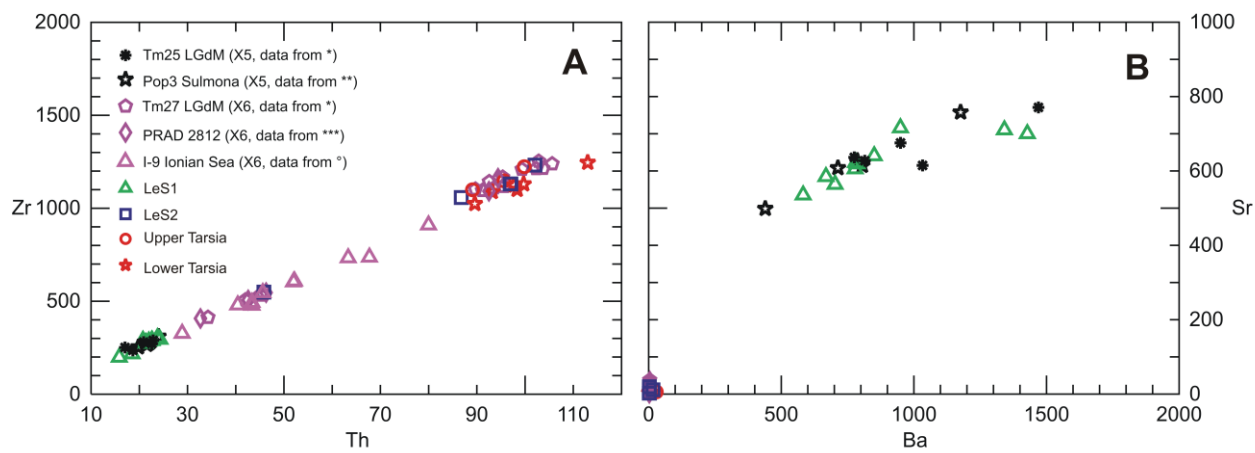 2000
1500
Zr
1000
500
0
10
30
50
70
90
110
Th
A
Tm25 LGdM (X5, data from *)
Pop3 Sulmona (X5, data from **)
Tm27 LGdM (X6, data from *)
PRAD 2812 (X6, data from ***)
I-9 Ionian Sea (X6, data from °)
LeS1
LeS2
Upper Tarsia
Lower Tarsia
B
1000
800
600
Sr
400
200
0
0
500
1000
1500
2000
Ba